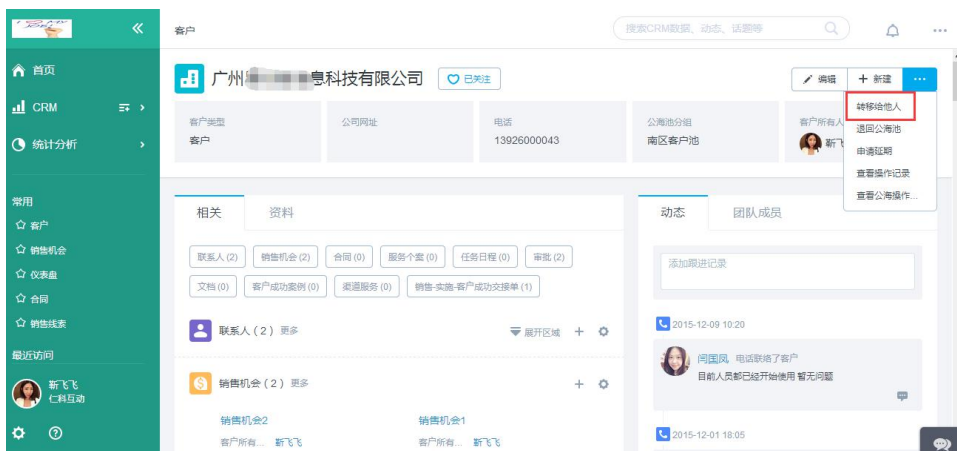 客户
搜索CRM数据、动态、话题等
首页
CRM
统计分析
常用
客户
销售机会
仪表盘
合同
销售线索
最近访问
靳飞飞
仁科互动
广州 息科技有限公司
已关注
编辑
新建
转移给他人
退回公海池
申请延期
查看操作记录
查看公海操作...
客户类型
客户
公司网址
电话
13926000043
公海池分组
南区客户池
客户所有人
靳飞
相关
资料
联系人 (2)
销售机会 (2)
合同 (0)
服务个案 (0)
任务日程 (0)
审批 (2)
文档 (0)
客户成功案例 (0)
渠道服务 (0)
销售-实施-客户成功交接单 (1)
联系人 ( 2 ) 更多
展开区域
销售机会 ( 2 ) 更多
销售机会2
客户所有... 靳飞飞
销售机会1
客户所有... 靳飞飞
动态
团队成员
添加跟进记录
2015-12-09 10:20
闫国凤 电话联络了客户
目前人员都已经开始使用 暂无问题
2015-12-01 18:05